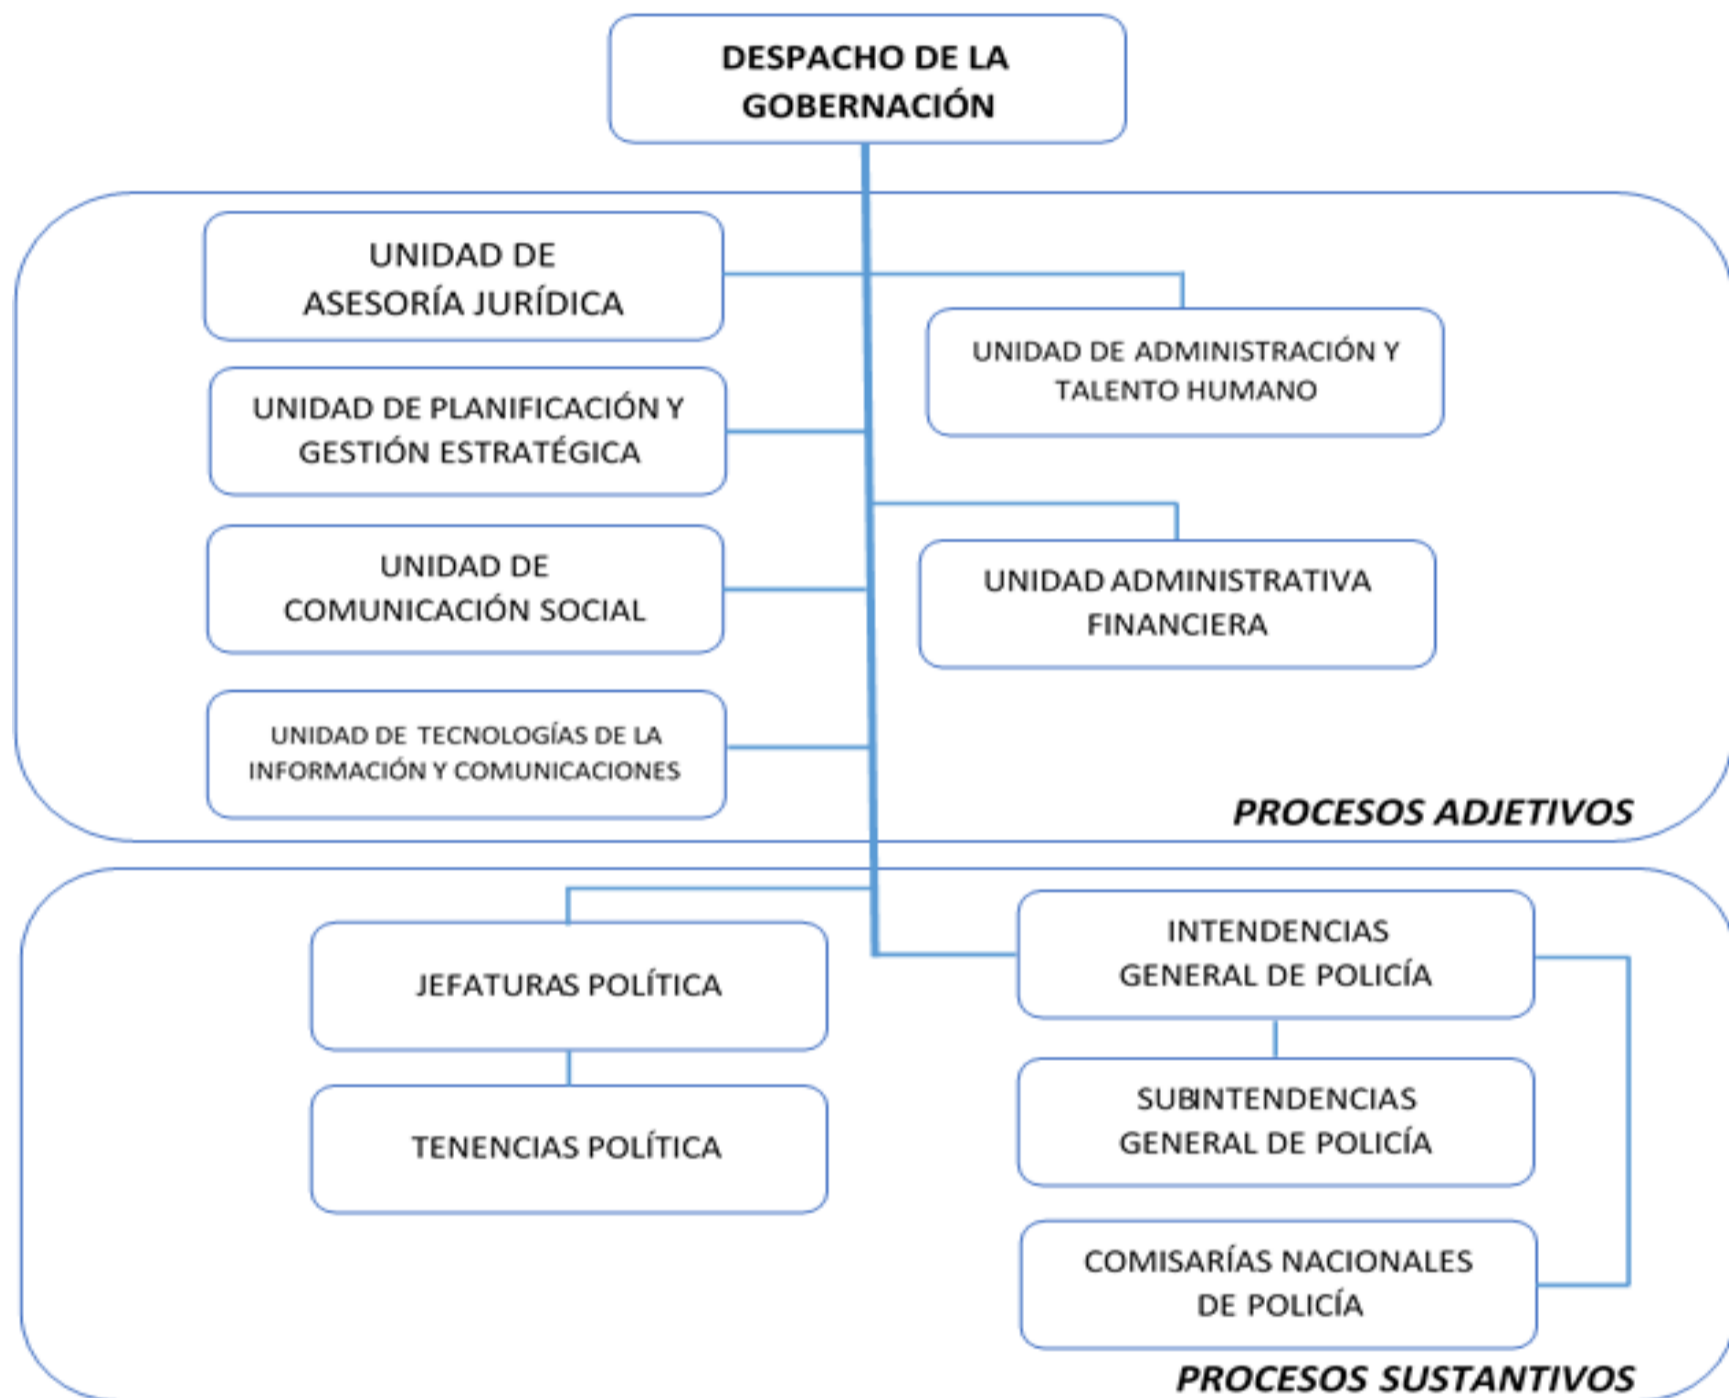 DESPACHO DE LA
GOBERNACIÓN
UNIDAD DE
ASESORÍA JURÍDICA
UNIDAD DE ADMINISTRACIÓN Y
TALENTO HUMANO
UNIDAD DE PLANIFICACIÓN Y
GESTIÓN ESTRATÉGICA
UNIDAD DE
COMUNICACIÓN SOCIAL
UNIDAD ADMINISTRATIVA
FINANCIERA
UNIDAD DE TECNOLOGÍAS DE LA
INFORMACIÓN Y COMUNICACIONES
PROCESOS ADJETIVOS
JEFATURAS POLÍTICA
TENENCIAS POLÍTICA
INTENDENCIAS
GENERAL DE POLICÍA
SUBINTENDENCIAS
GENERAL DE POLICÍA
COMISARÍAS NACIONALES
DE POLICÍA
PROCESOS SUSTANTIVOS